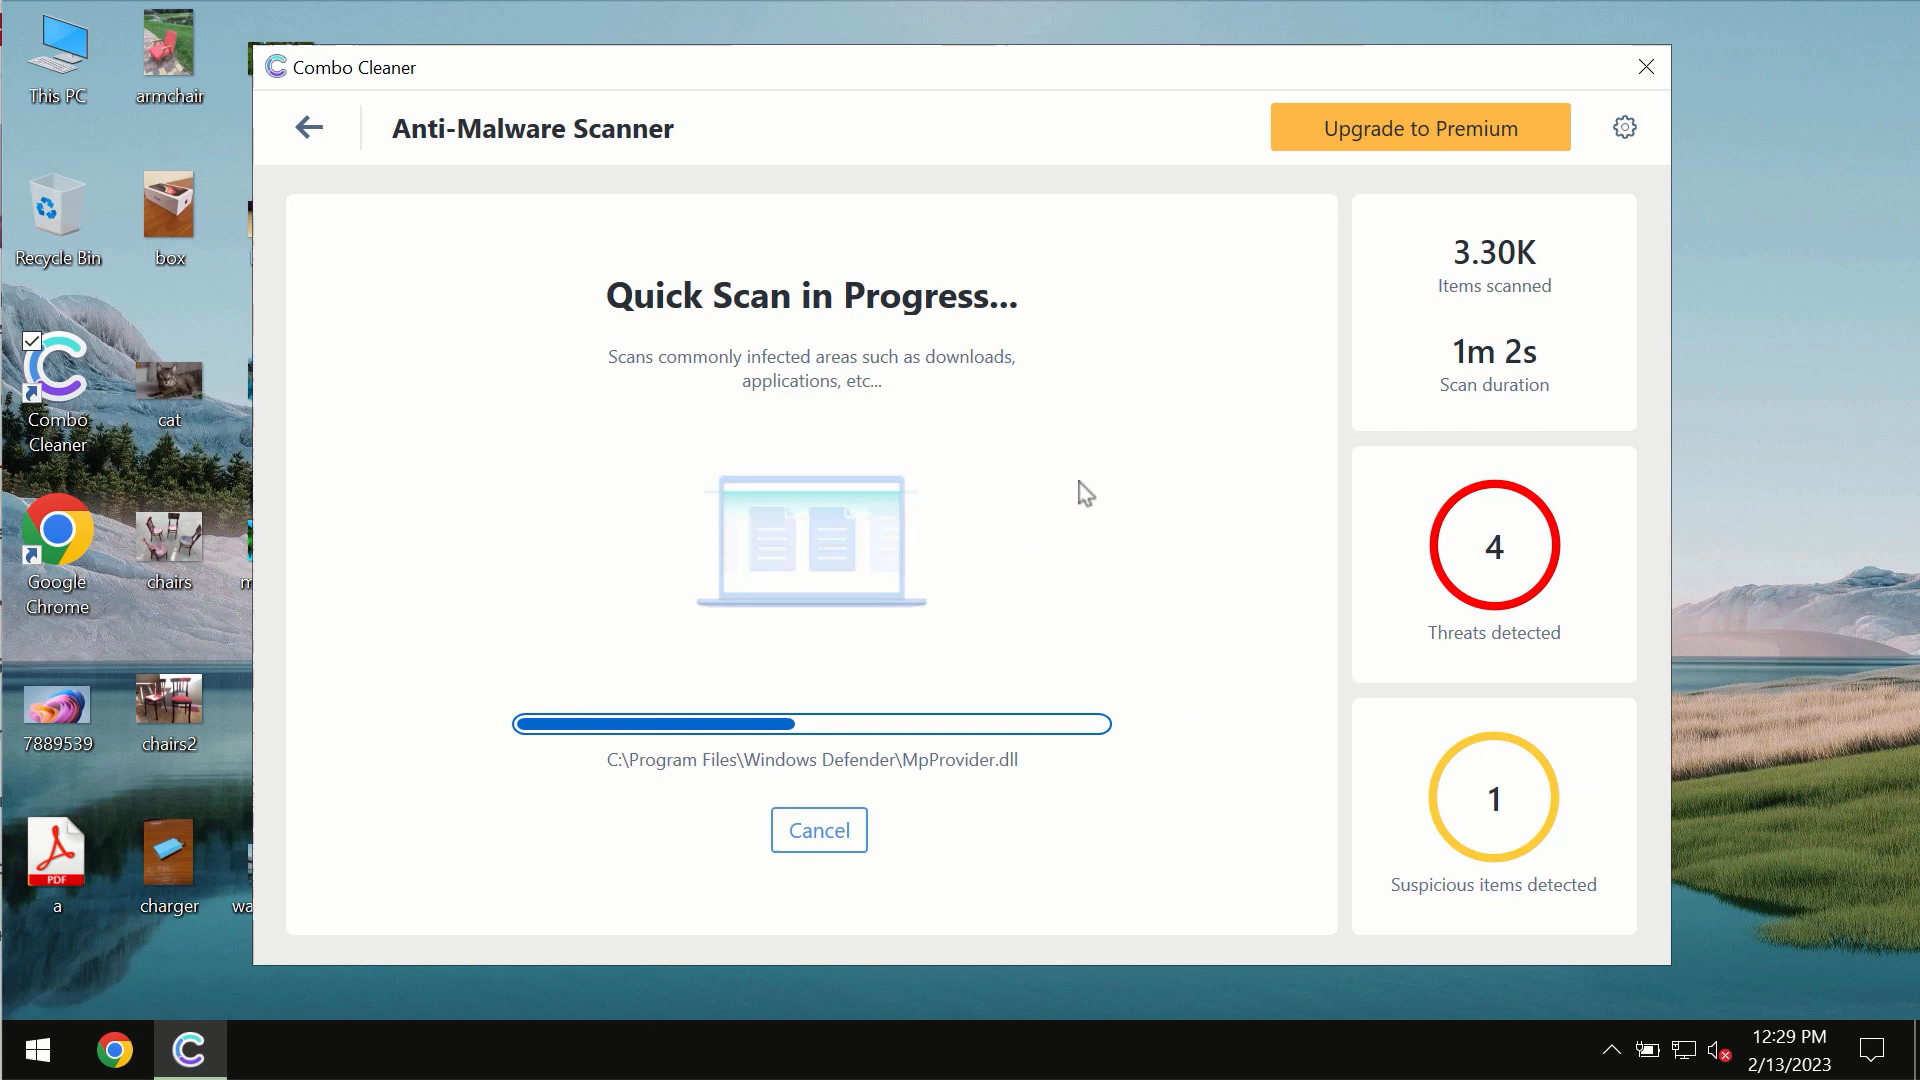 This PC
armchair
Recycle Bin
box
Combo
Cleaner
cat
Google
Chrome
chairs
7889539
chairs2
PDF
a
charger
wa
Combo Cleaner
Anti-Malware Scanner
Upgrade to Premium
Quick Scan in Progress...
Scans commonly infected areas such as downloads,
applications, etc...
C:\Program Files\Windows Defender\MpProvider.dll
Cancel
3.30K
Items scanned
1m 2s
Scan duration
4
Threats detected
1
Suspicious items detected
12:29 PM
2/13/2023